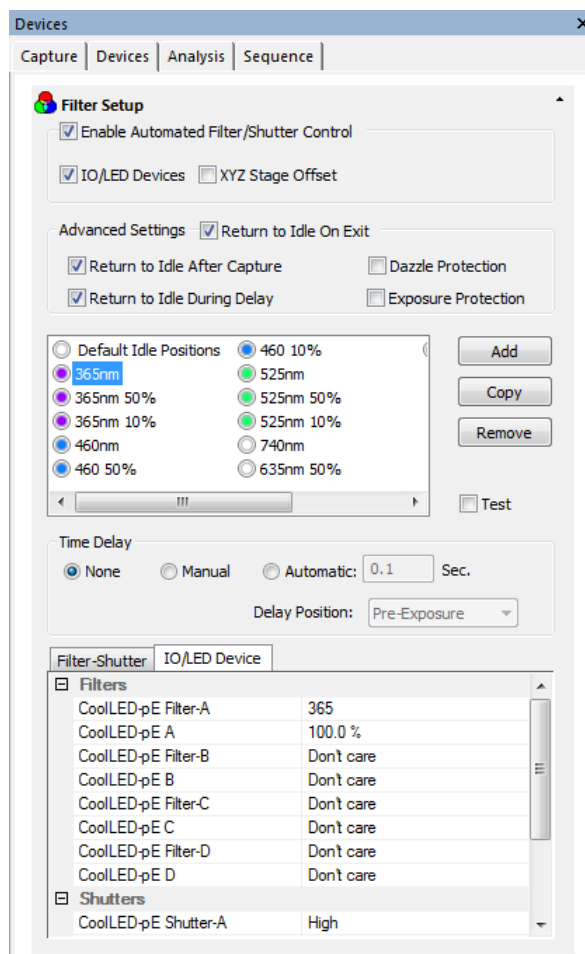 Devices
Capture Devices Analysis Sequence
Filter Setup
Enable Automated Filter/Shutter Control
IO/LED Devices XYZ Stage Offset
Advanced Settings Return to Idle On Exit
Return to Idle After Capture Dazzle Protection
Return to Idle During Delay Exposure Protection
Default Idle Positions 460 10% Add
365nm 525nm
365nm 50% 525nm 50% Copy
365nm 10% 525nm 10%
460nm 740nm Remove
460 50% 635nm 50%
Test
Time Delay
None Manual Automatic: 0.1 Sec.
Delay Position: Pre-Exposure
Filter-Shutter IO/LED Device
Filters
CoolLED-pE Filter-A 365
CoolLED-pE A 100.0 %
CoolLED-pE Filter-B Don't care
CoolLED-pE B Don't care
CoolLED-pE Filter-C Don't care
CoolLED-pE C Don't care
CoolLED-pE Filter-D Don't care
CoolLED-pE D Don't care
Shutters
CoolLED-pE Shutter-A High